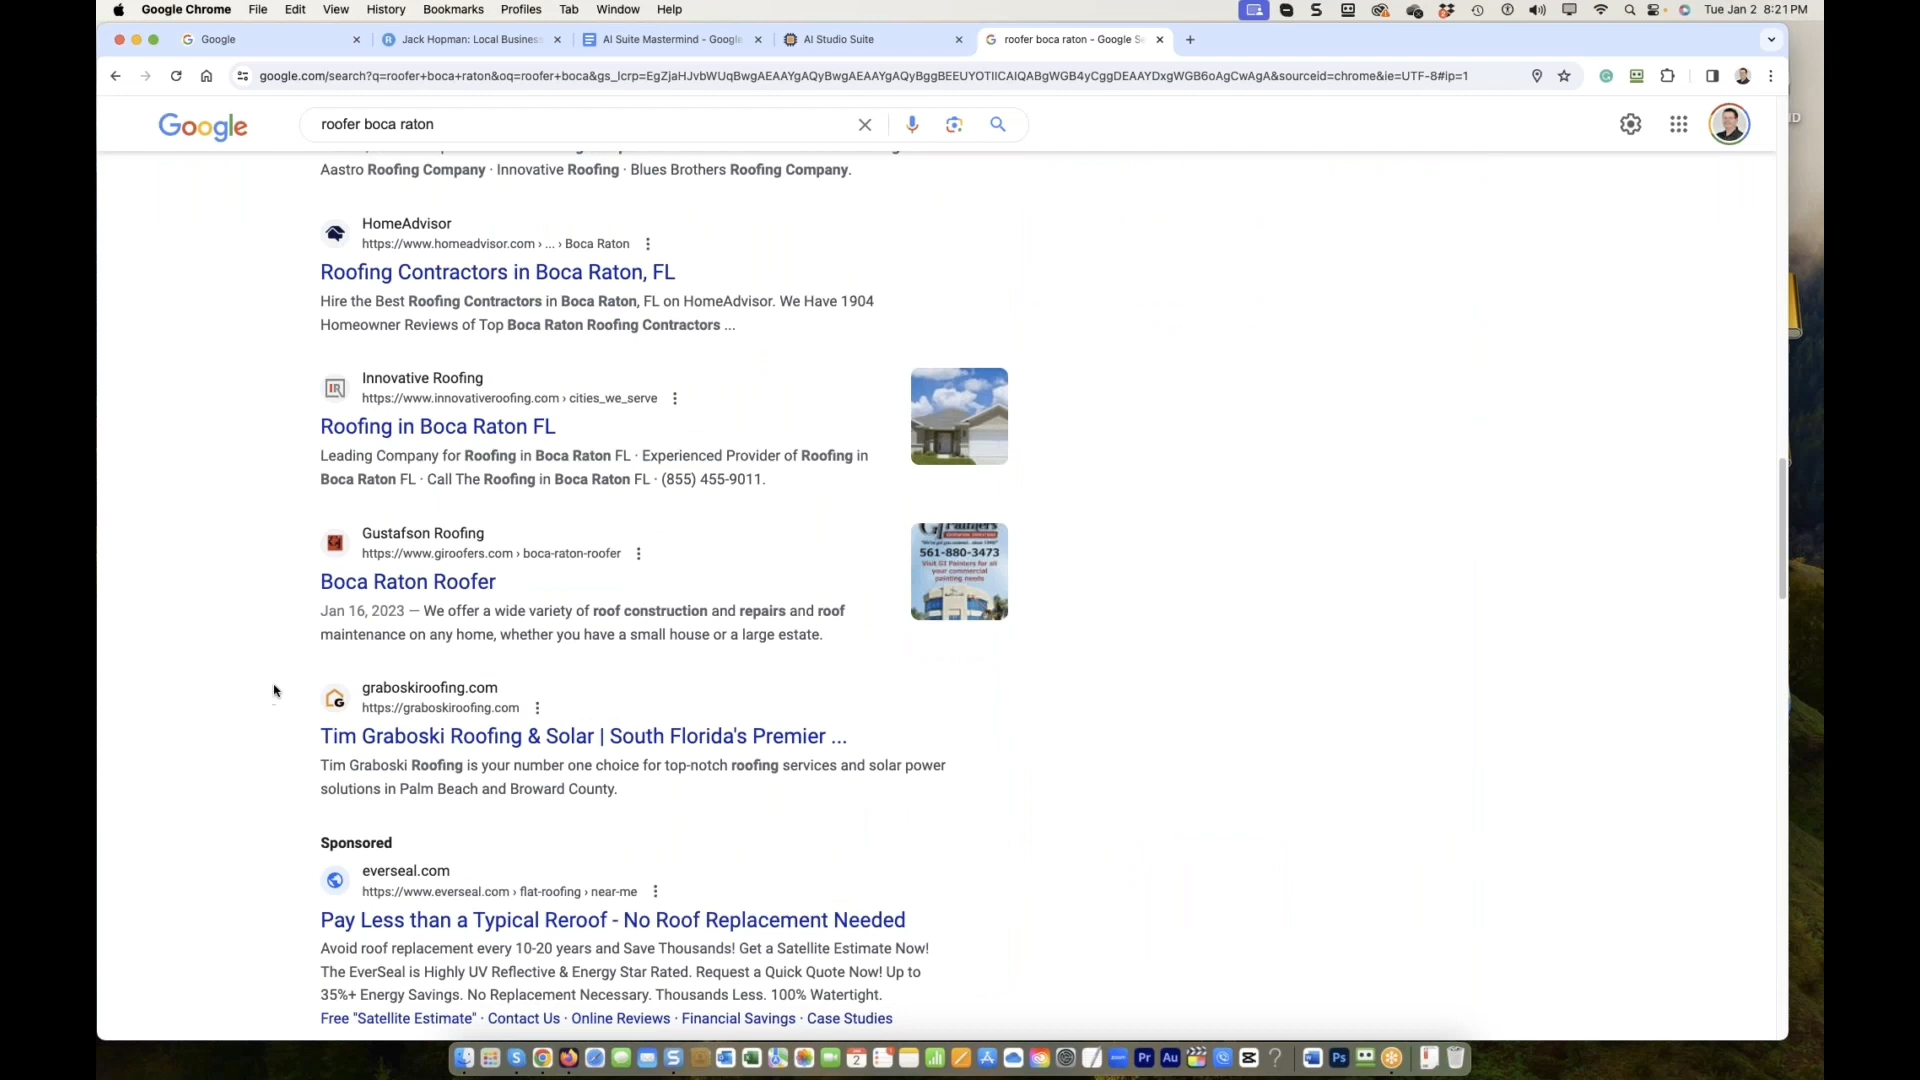 Google Chrome File Edit View History Bookmarks Profiles Tab Window Help Tue Jan 2 8:21 PM
Google Jack Hopman: Local Business AI Suite Mastermind - Google AI Studio Suite roofer boca raton - Google Se
google.com/search?q=roofer+boca+raton&oq=roofer+boca&gs_lcrp=EgZjaHJvbWUqBwgAEAAYgAQyBwgAEAAYgAQyBggBEEUYOTIICAIQABgWGB4yCggDEAAYDxgWGB6oAgCwAgA&sourceid=chrome&ie=UTF-8#ip=1
Google roofer boca raton
Aastro Roofing Company · Innovative Roofing · Blues Brothers Roofing Company.
HomeAdvisor
https://www.homeadvisor.com › ... › Boca Raton
Roofing Contractors in Boca Raton, FL
Hire the Best Roofing Contractors in Boca Raton, FL on HomeAdvisor. We Have 1904
Homeowner Reviews of Top Boca Raton Roofing Contractors ...
IR
Innovative Roofing
https://www.innovativeroofing.com › cities_we_serve
Roofing in Boca Raton FL
Leading Company for Roofing in Boca Raton FL · Experienced Provider of Roofing in
Boca Raton FL · Call The Roofing in Boca Raton FL · (855) 455-9011.
Gustafson Roofing
https://www.giroofers.com › boca-raton-roofer
Boca Raton Roofer
Jan 16, 2023 — We offer a wide variety of roof construction and repairs and roof
maintenance on any home, whether you have a small house or a large estate.
GI Painters
561-880-3473
Visit GI Painters for all
your commercial
painting needs
graboskiroofing.com
https://graboskiroofing.com
Tim Graboski Roofing & Solar | South Florida's Premier ...
Tim Graboski Roofing is your number one choice for top-notch roofing services and solar power
solutions in Palm Beach and Broward County.
Sponsored
everseal.com
https://www.everseal.com › flat-roofing › near-me
Pay Less than a Typical Reroof - No Roof Replacement Needed
Avoid roof replacement every 10-20 years and Save Thousands! Get a Satellite Estimate Now!
The EverSeal is Highly UV Reflective & Energy Star Rated. Request a Quick Quote Now! Up to
35%+ Energy Savings. No Replacement Necessary. Thousands Less. 100% Watertight.
Free "Satellite Estimate" · Contact Us · Online Reviews · Financial Savings · Case Studies